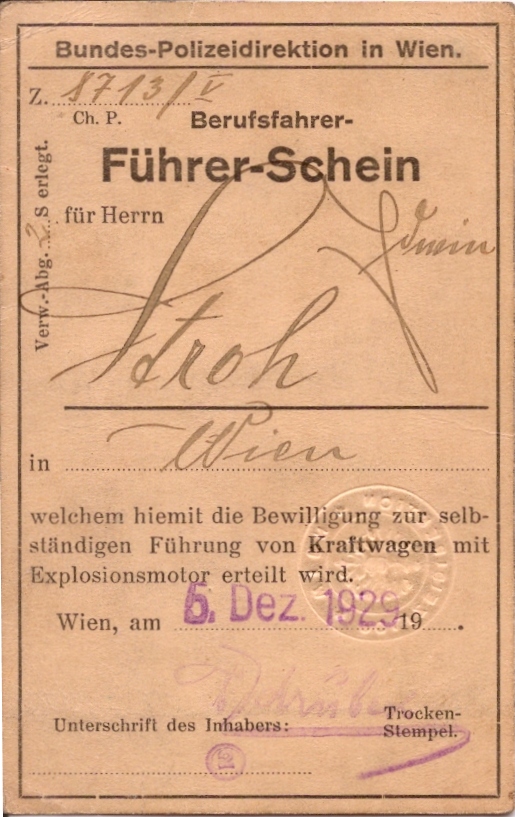 Bundes-Polizeidirektion in Wien.
Z. 8713/V
Ch. P.
Berufsfahrer-
Führer-Schein
Verw.-Abg. 2 S erlegt.
für Herrn
Edwin
Stroh
in Wien
welchem hiemit die Bewilligung zur selb-
ständigen Führung von Kraftwagen mit
Explosionsmotor erteilt wird.
Wien, am 5. Dez. 1929 19 .
Unterschrift des Inhabers:
Trocken-
Stempel.